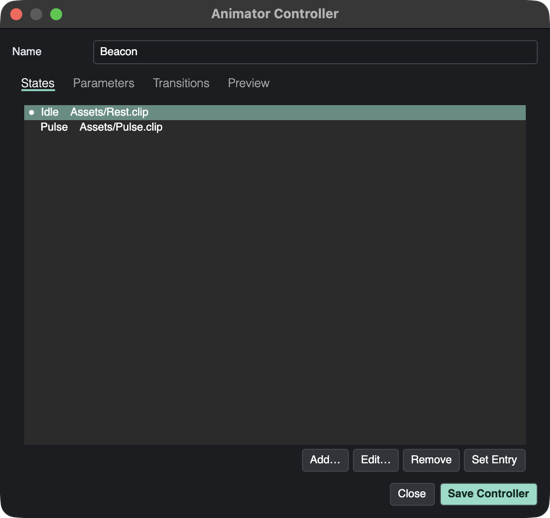 Animator Controller
Name Beacon
States Parameters Transitions Preview
Idle Assets/Rest.clip
Pulse Assets/Pulse.clip
Add... Edit... Remove Set Entry
Close Save Controller